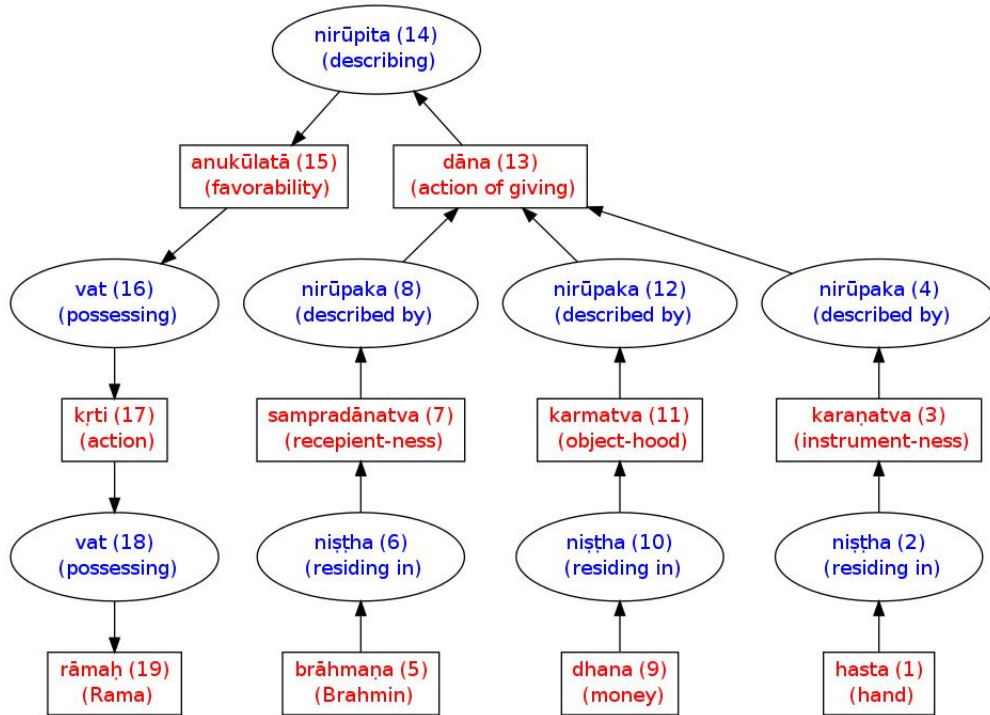 nirūpita (14)
(describing)
anukūlatā (15)
(favorability)
dāna (13)
(action of giving)
vat (16)
(possessing)
nirūpaka (8)
(described by)
nirūpaka (12)
(described by)
nirūpaka (4)
(described by)
kṛti (17)
(action)
sampradānatva (7)
(recepient-ness)
karmatva (11)
(object-hood)
karaṇatva (3)
(instrument-ness)
vat (18)
(possessing)
niṣṭha (6)
(residing in)
niṣṭha (10)
(residing in)
niṣṭha (2)
(residing in)
rāmaḥ (19)
(Rama)
brāhmaṇa (5)
(Brahmin)
dhana (9)
(money)
hasta (1)
(hand)